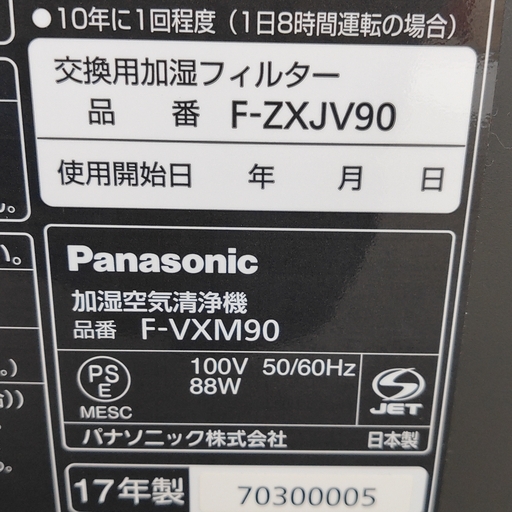 ●10年に1回程度（1日8時間運転の場合）
交換用加湿フィルター
品 番 F-ZXJV90
使用開始日 年 月 日
Panasonic
加湿空気清浄機
品番 F-VXM90
PS E
MESC
100V 50/60Hz
88W
S
JET
パナソニック株式会社 日本製
17年製 70300005